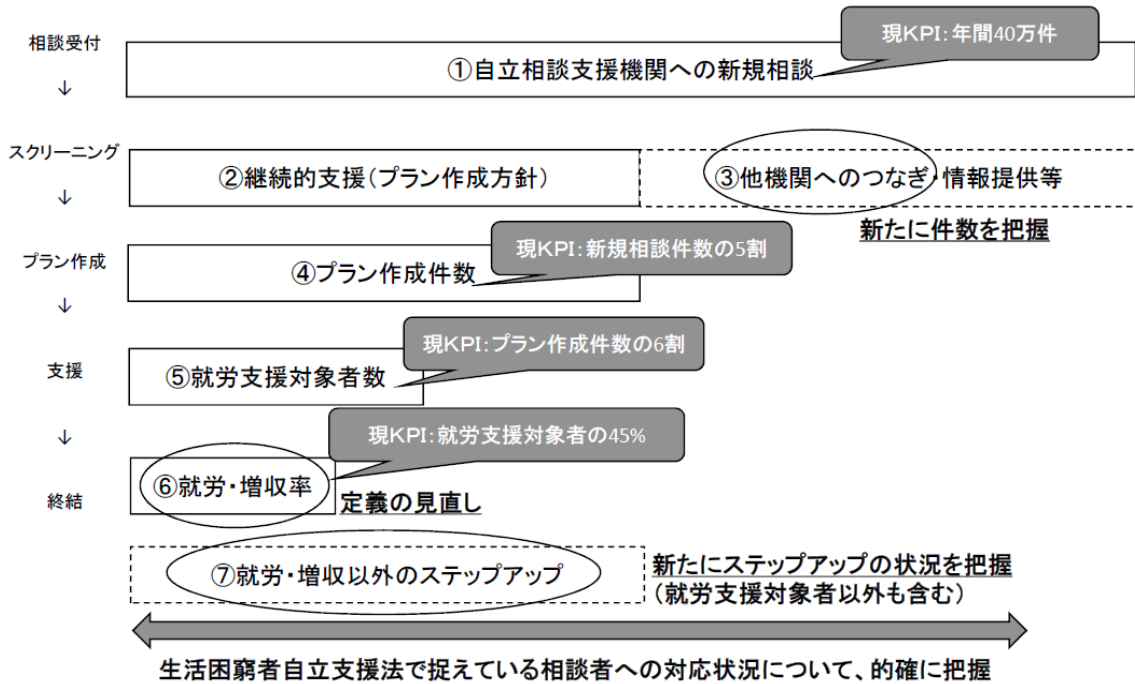 相談受付
↓
現KPI:年間40万件
①自立相談支援機関への新規相談
スクリーニング
↓
②継続的支援(プラン作成方針)
③他機関へのつなぎ・情報提供等
新たに件数を把握
プラン作成
↓
現KPI:新規相談件数の5割
④プラン作成件数
現KPI:プラン作成件数の6割
支援
↓
⑤就労支援対象者数
現KPI:就労支援対象者の45%
終結
⑥就労・増収率
定義の見直し
⑦就労・増収以外のステップアップ
新たにステップアップの状況を把握
(就労支援対象者以外も含む)
生活困窮者自立支援法で捉えている相談者への対応状況について、的確に把握